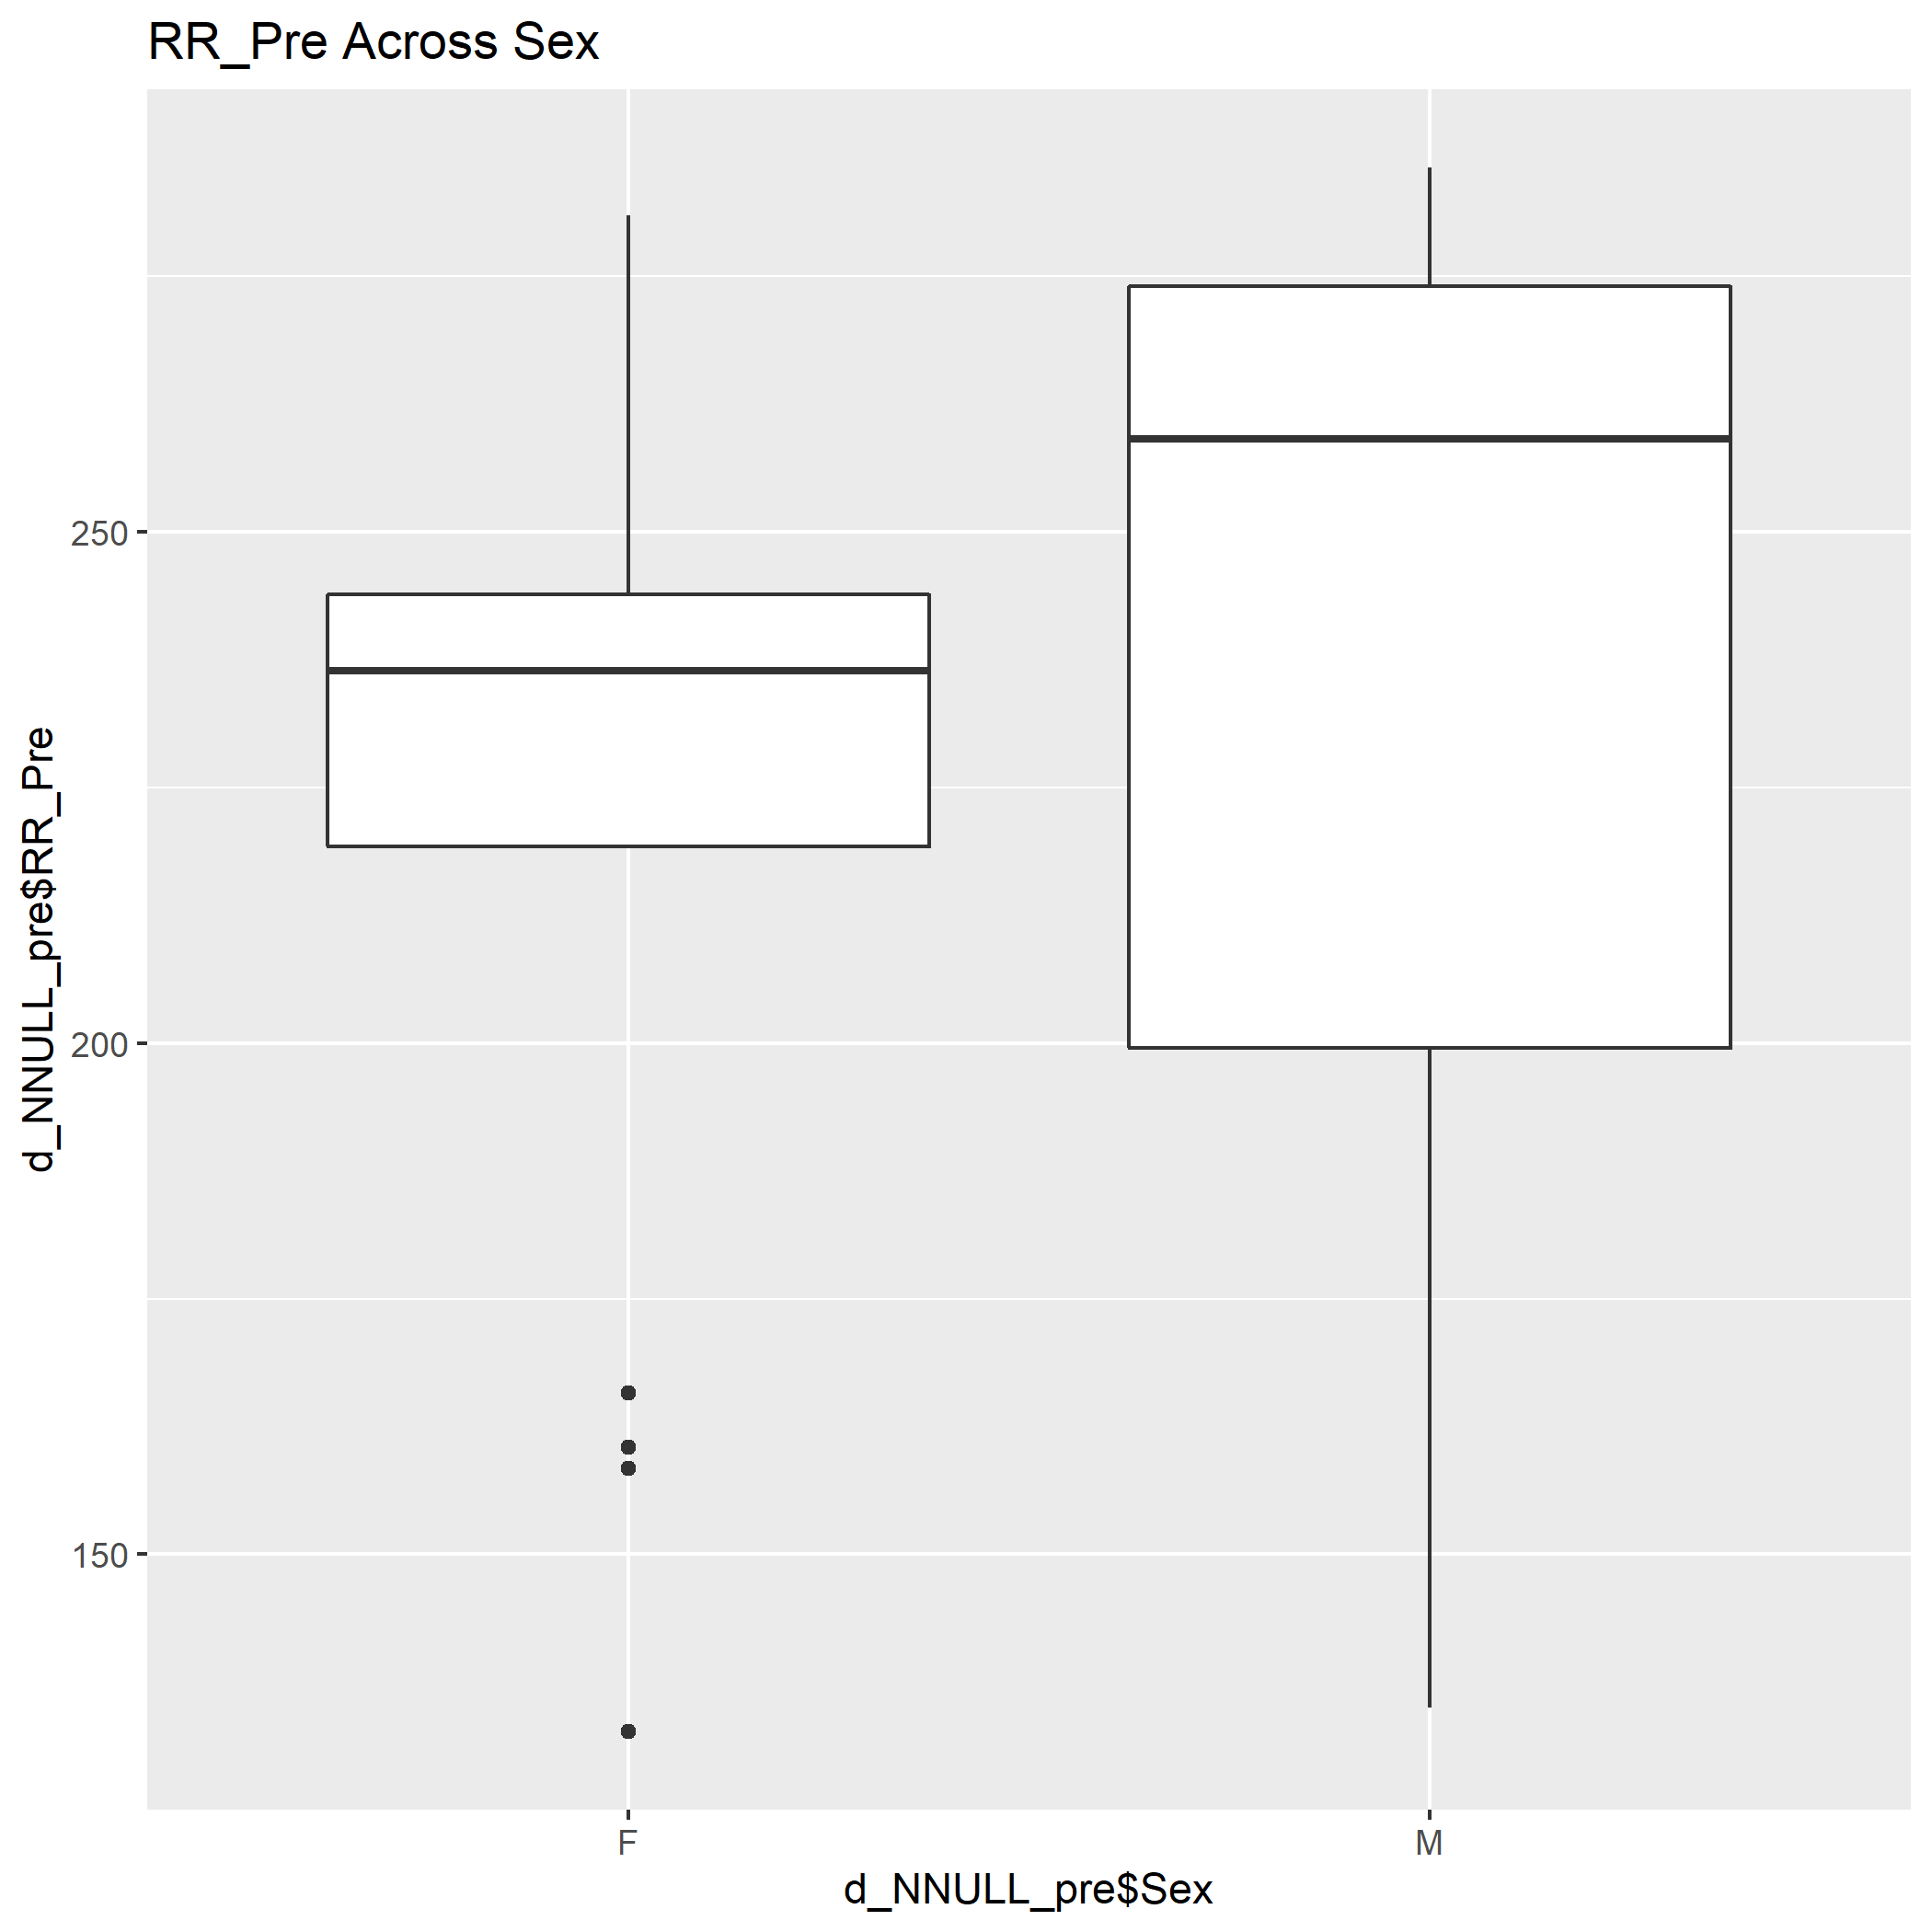 RR_Pre Across Sex
d_NNULL_pre$RR_Pre
250
200
150
F
M
d_NNULL_pre$Sex